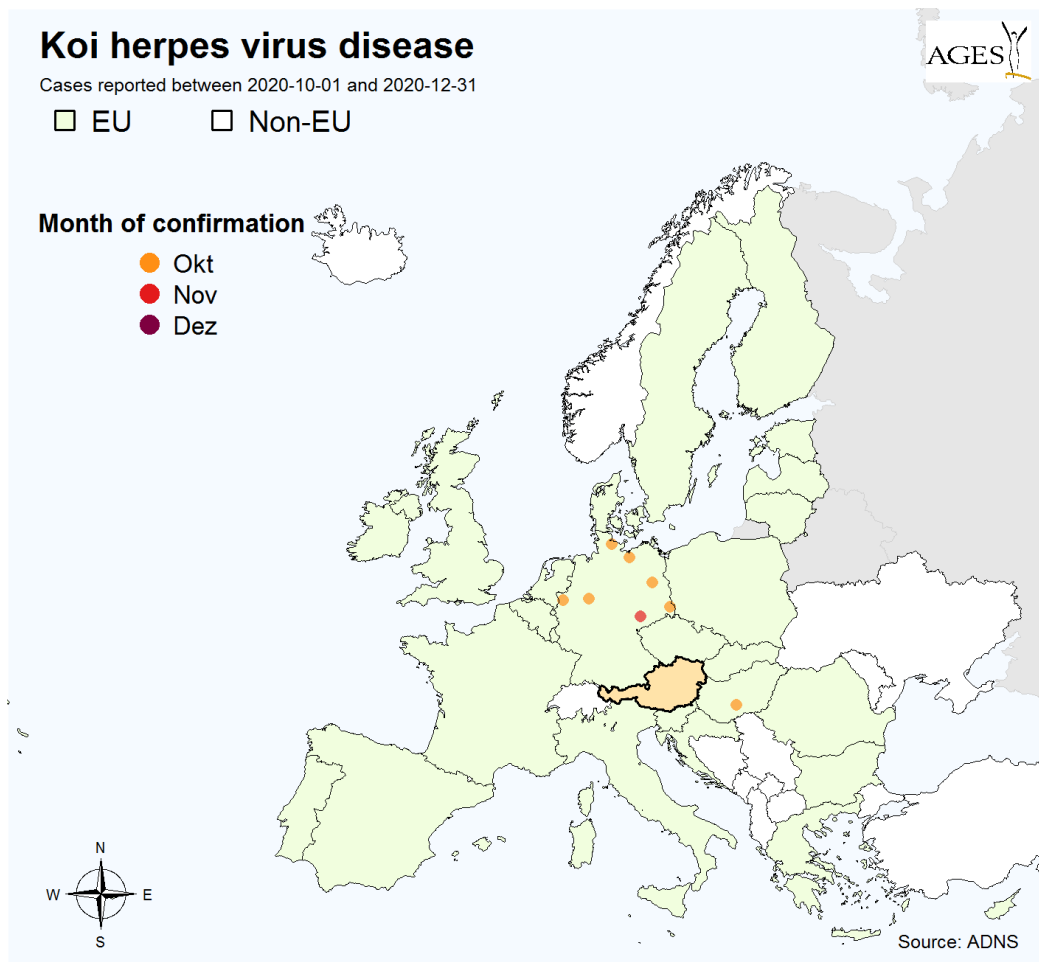 Koi herpes virus disease
Cases reported between 2020-10-01 and 2020-12-31
EU
Non-EU
AGES
Month of confirmation
Okt
Nov
Dez
N
W
E
S
Source: ADNS